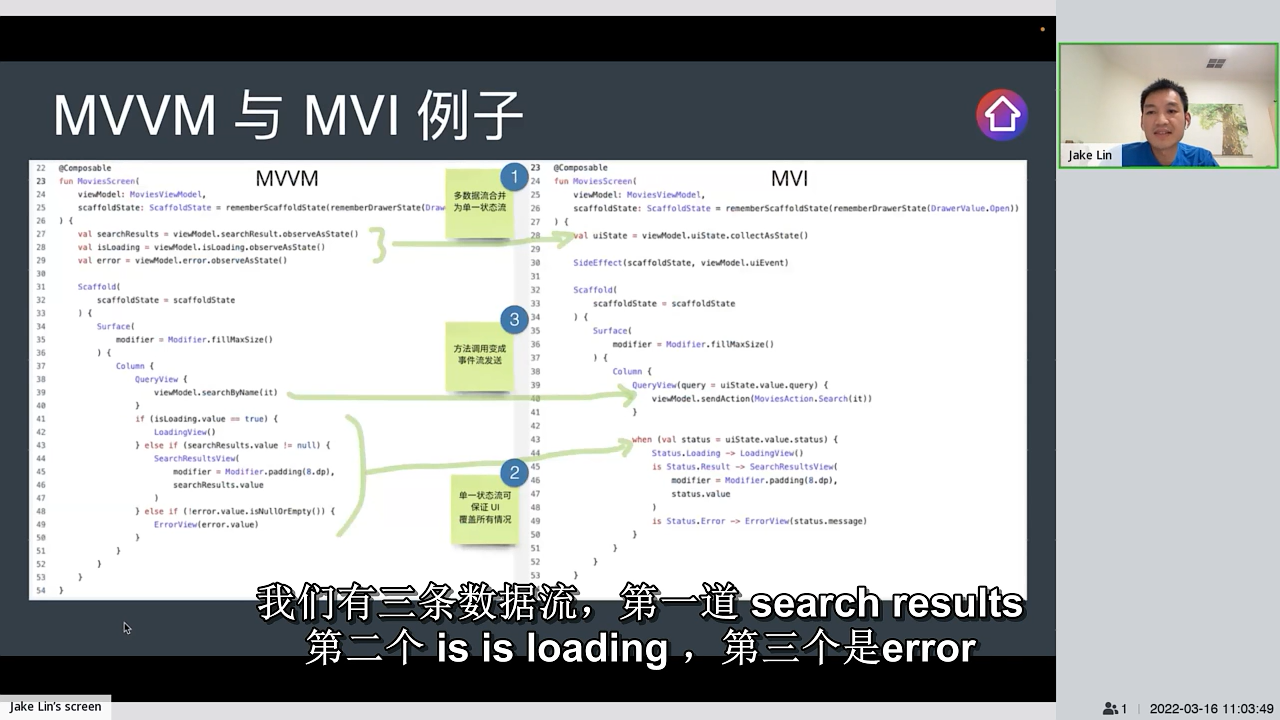 MVVM 与 MVI 例子
MVVM
22 @Composable
23 fun MoviesScreen(
24 viewModel: MoviesViewModel,
25 scaffoldState: ScaffoldState = rememberScaffoldState(rememberDrawerState(Draw
26 ) {
27 val searchResults = viewModel.searchResult.observeAsState()
28 val isLoading = viewModel.isLoading.observeAsState()
29 val error = viewModel.error.observeAsState()
30
31 Scaffold(
32 scaffoldState = scaffoldState
33 ) {
34 Surface(
35 modifier = Modifier.fillMaxSize()
36 ) {
37 Column {
38 QueryView {
39 viewModel.searchByName(it)
40 }
41 if (isLoading.value == true) {
42 LoadingView()
43 } else if (searchResults.value != null) {
44 SearchResultsView(
45 modifier = Modifier.padding(8.dp),
46 searchResults.value
47 )
48 } else if (!error.value.isNullOrEmpty()) {
49 ErrorView(error.value)
50 }
51 }
52 }
53 }
54 }
1
多数据流合并
为单一状态流
3
方法调用变成
事件流发送
2
单一状态流可
保证 UI
覆盖所有情况
MVI
23 @Composable
24 fun MoviesScreen(
25 viewModel: MoviesViewModel,
26 scaffoldState: ScaffoldState = rememberScaffoldState(rememberDrawerState(DrawerValue.Open))
27 ) {
28 val uiState = viewModel.uiState.collectAsState()
29
30 SideEffect(scaffoldState, viewModel.uiEvent)
31
32 Scaffold(
33 scaffoldState = scaffoldState
34 ) {
35 Surface(
36 modifier = Modifier.fillMaxSize()
37 ) {
38 Column {
39 QueryView(query = uiState.value.query) {
40 viewModel.sendAction(MoviesAction.Search(it))
41 }
42
43 when (val status = uiState.value.status) {
44 Status.Loading -> LoadingView()
45 is Status.Result -> SearchResultsView(
46 modifier = Modifier.padding(8.dp),
47 status.value
48 )
49 is Status.Error -> ErrorView(status.message)
50 }
51 }
52 }
53 }
我们有三条数据流，第一道 search results
第二个 is is loading ，第三个是error
Jake Lin
Jake Lin's screen
1 2022-03-16 11:03:49